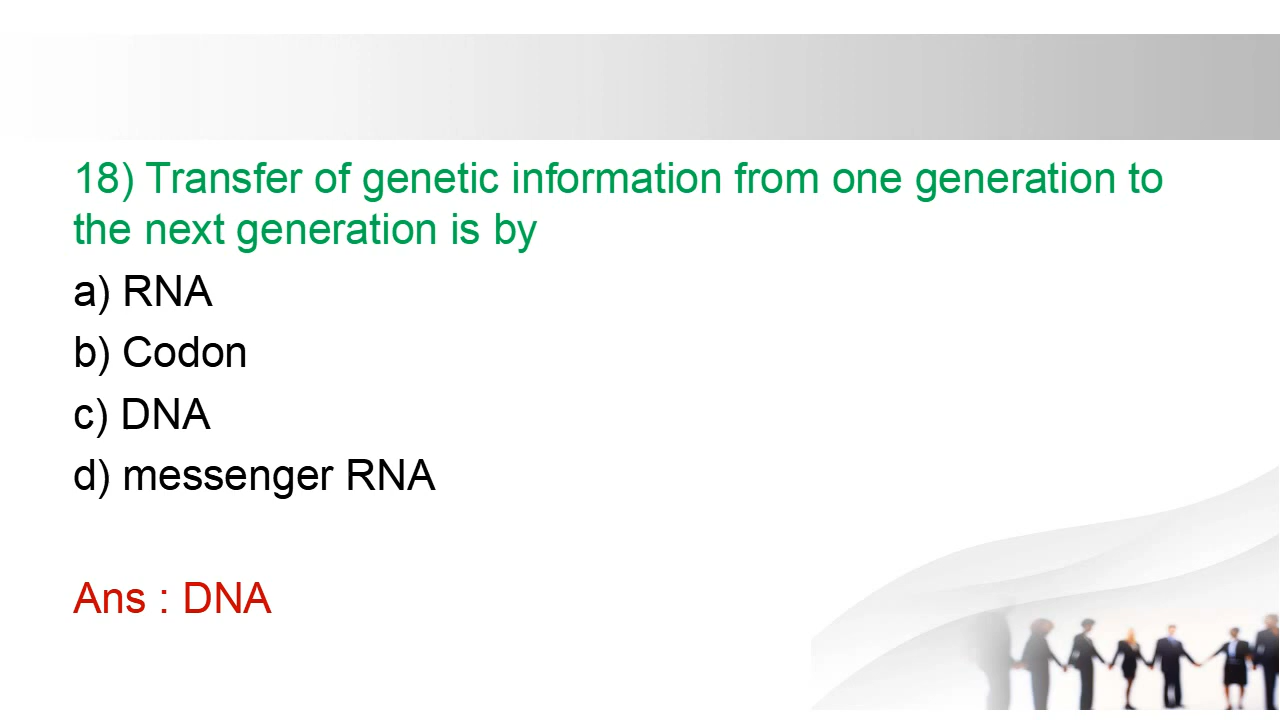 18) Transfer of genetic information from one generation to
the next generation is by
a) RNA
b) Codon
c) DNA
d) messenger RNA
Ans : DNA